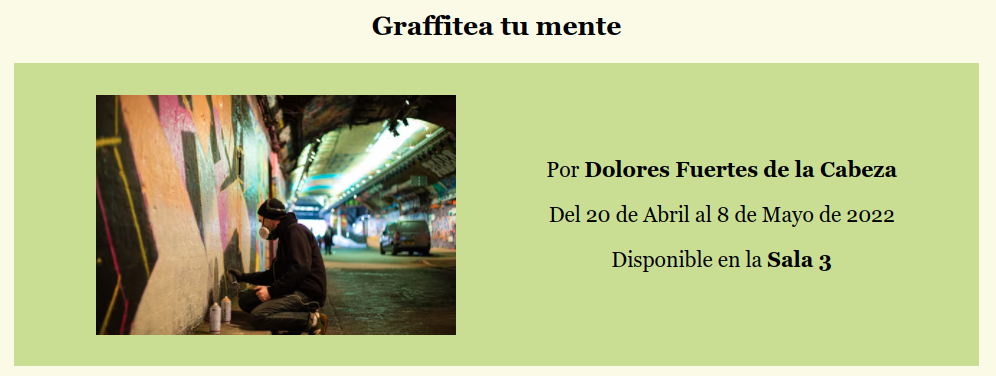 Graffitea tu mente
Por Dolores Fuertes de la Cabeza
Del 20 de Abril al 8 de Mayo de 2022
Disponible en la Sala 3